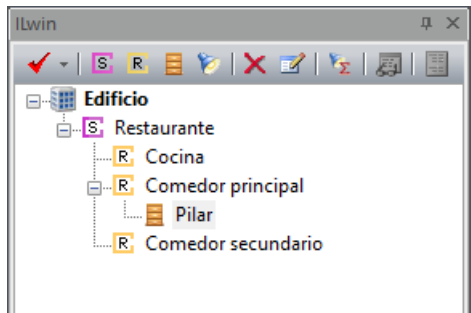 ILwin
S R
Edificio
S Restaurante
R Cocina
R Comedor principal
Pilar
R Comedor secundario